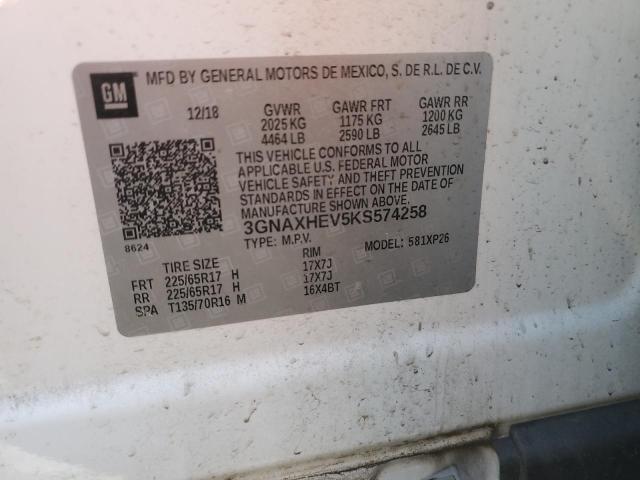 GM
MFD BY GENERAL MOTORS DE MEXICO, S. DE R.L. DE C.V.
12/18 GVWR GAWR FRT GAWR RR
2025 KG 1175 KG 1200 KG
4464 LB 2590 LB 2645 LB
THIS VEHICLE CONFORMS TO ALL
APPLICABLE U.S. FEDERAL MOTOR
VEHICLE SAFETY AND THEFT PREVENTION
STANDARDS IN EFFECT ON THE DATE OF
MANUFACTURE SHOWN ABOVE.
3GNAXHEV5KS574258
8624 TYPE: M.P.V. MODEL: 581XP26
TIRE SIZE RIM
FRT 225/65R17 H 17X7J
RR 225/65R17 H 17X7J
SPA T135/70R16 M 16X4BT